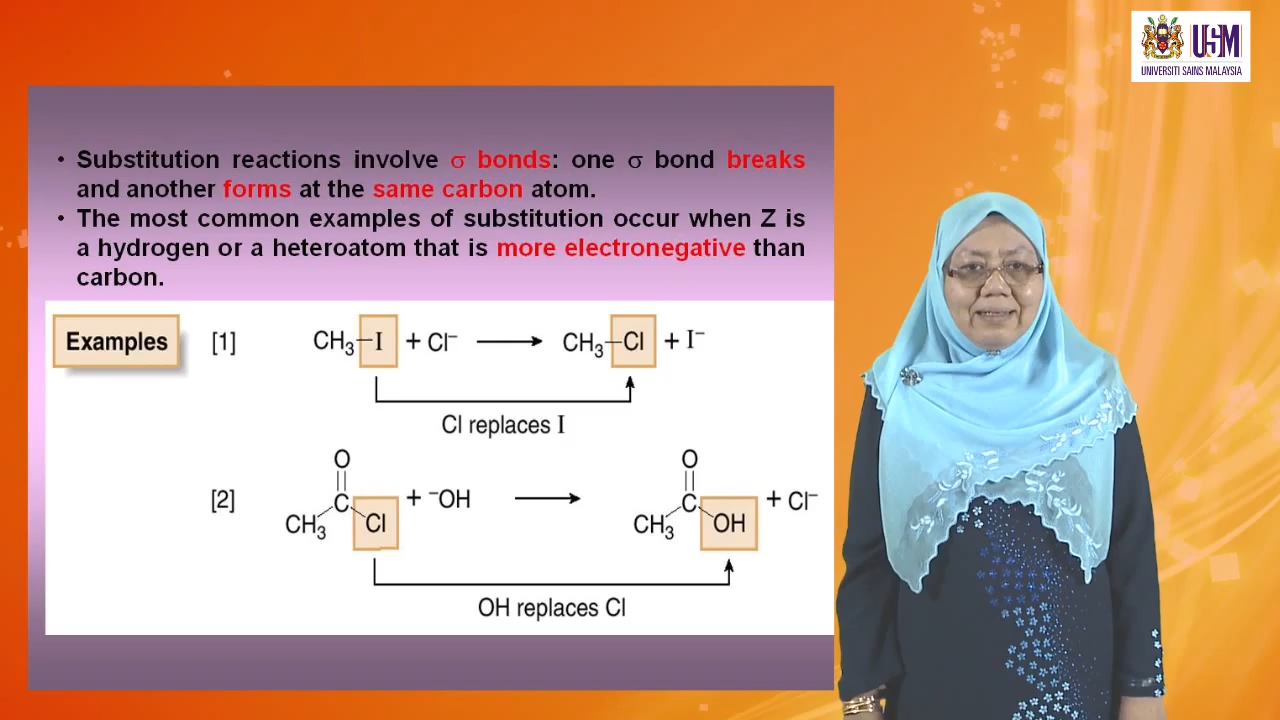 USM
UNIVERSITI SAINS MALAYSIA
• Substitution reactions involve σ bonds: one σ bond breaks
and another forms at the same carbon atom.
• The most common examples of substitution occur when Z is
a hydrogen or a heteroatom that is more electronegative than
carbon.
Examples [1] CH₃–I + Cl⁻ → CH₃–Cl + I⁻
Cl replaces I
O O
[2] CH₃ C Cl + ⁻OH → CH₃ C OH + Cl⁻
OH replaces Cl